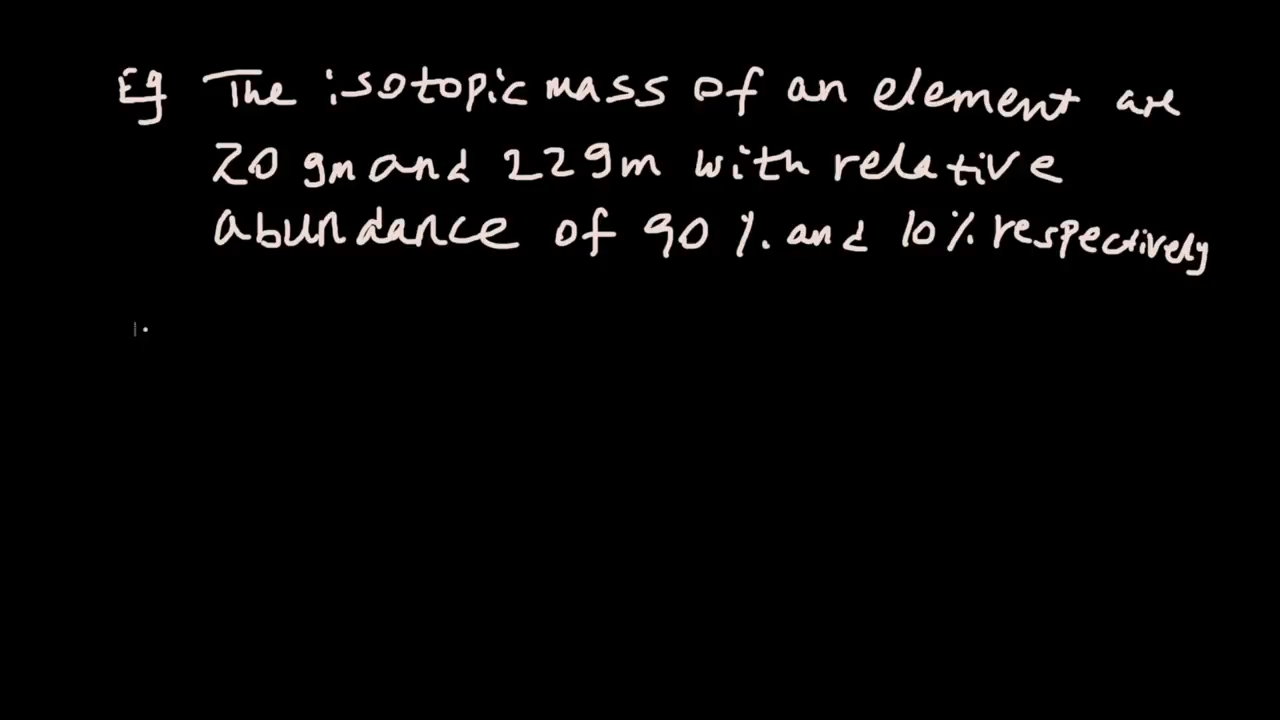 Eg The isotopic mass of an element are
20 gm and 22gm with relative
abundance of 90 %. and 10% respectively